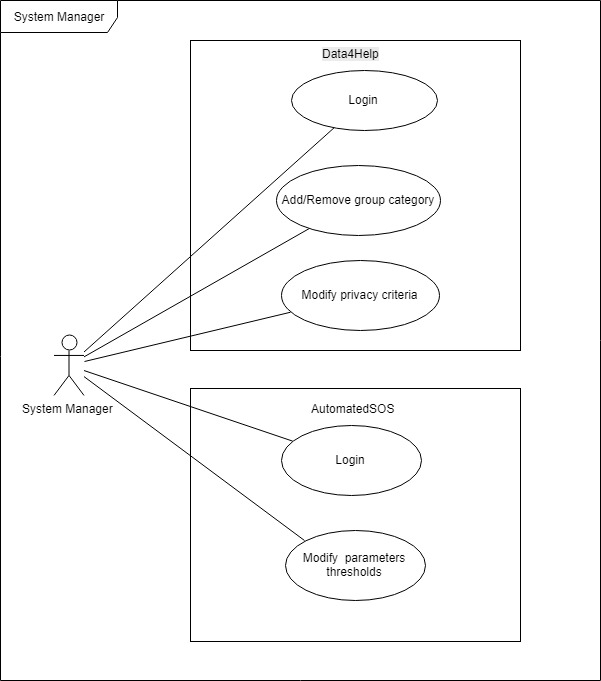 System Manager
Data4Help
Login
Add/Remove group category
Modify privacy criteria
System Manager
AutomatedSOS
Login
Modify  parameters
thresholds